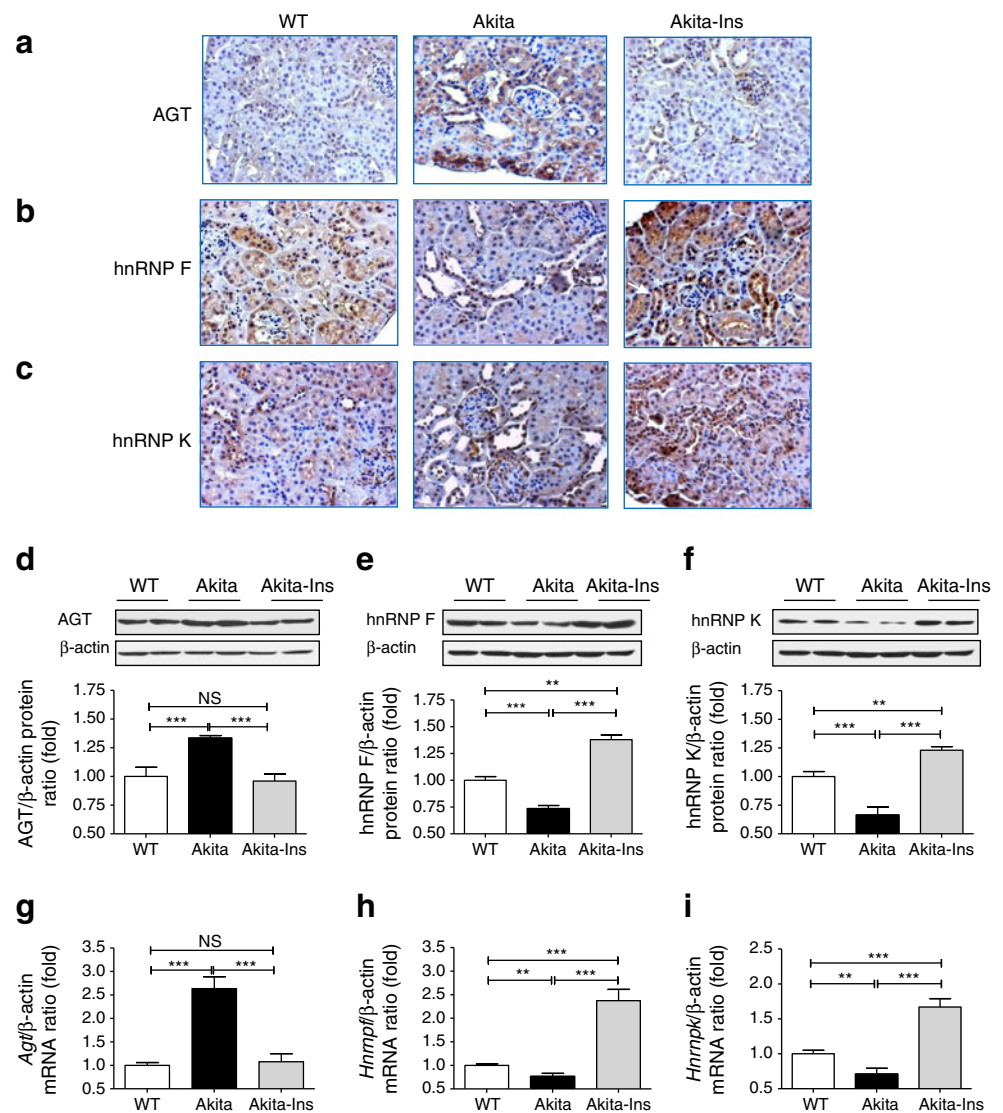 WT Akita Akita-Ins
a
AGT
b
hnRNP F
c
hnRNP K
d
WT Akita Akita-Ins
AGT
β-actin
AGT/β-actin protein
ratio (fold)
1.75
1.50
1.25
1.00
0.75
0.50
NS
*** ***
WT Akita Akita-Ins
e
WT Akita Akita-Ins
hnRNP F
β-actin
hnRNP F/β-actin
protein ratio (fold)
1.75
1.50
1.25
1.00
0.75
0.50
**
*** ***
WT Akita Akita-Ins
f
WT Akita Akita-Ins
hnRNP K
β-actin
hnRNP K/β-actin
protein ratio (fold)
1.75
1.50
1.25
1.00
0.75
0.50
**
*** ***
WT Akita Akita-Ins
g
Agt/β-actin
mRNA ratio (fold)
3.5
3.0
2.5
2.0
1.5
1.0
0.5
NS
*** ***
WT Akita Akita-Ins
h
Hnrnpf/β-actin
mRNA ratio (fold)
3.5
3.0
2.5
2.0
1.5
1.0
0.5
***
** ***
WT Akita Akita-Ins
i
Hnrnpk/β-actin
mRNA ratio (fold)
2.5
2.0
1.5
1.0
0.5
***
** ***
WT Akita Akita-Ins